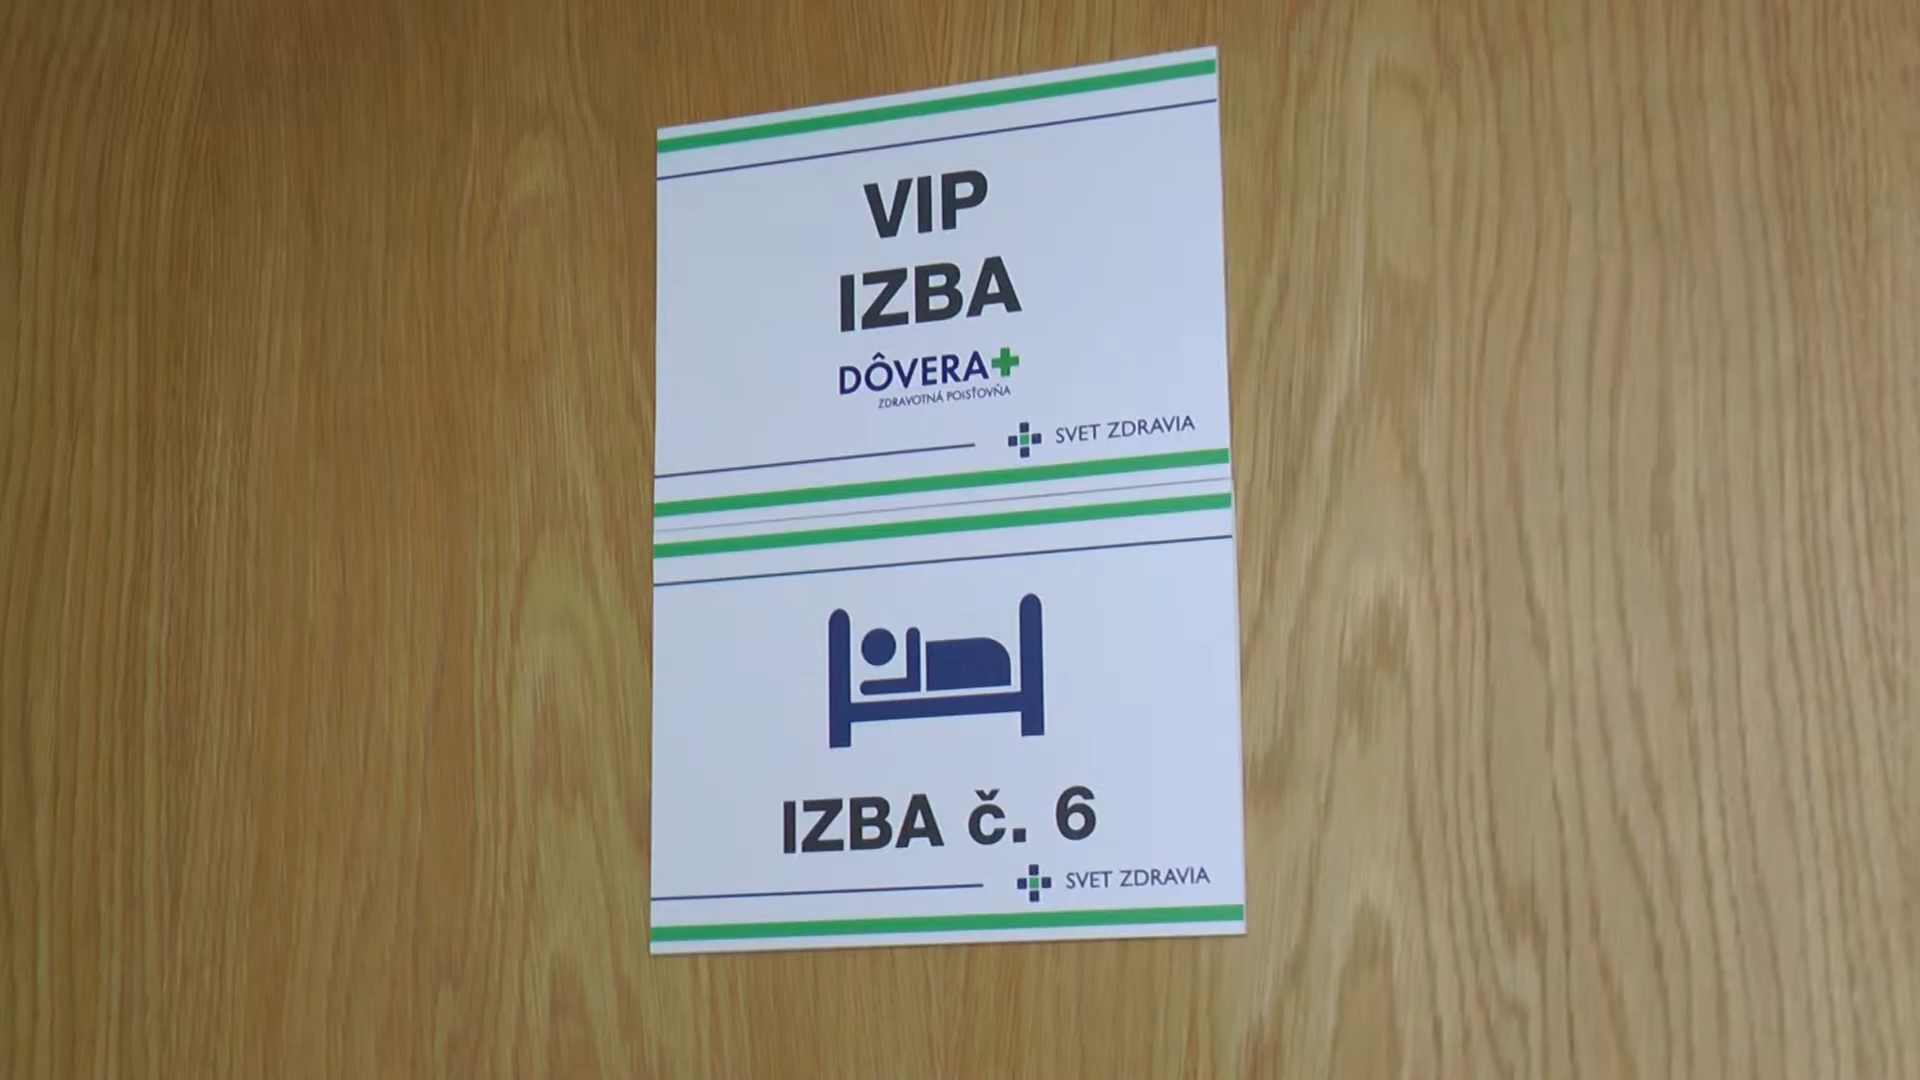 VIP
IZBA
DÔVERA
ZDRAVOTNÁ POISŤOVŇA
SVET ZDRAVIA
IZBA č. 6
SVET ZDRAVIA